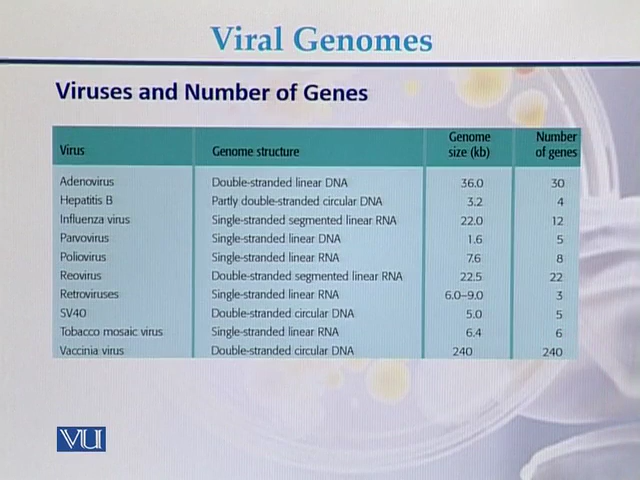 Viral Genomes
Viruses and Number of Genes
Virus Genome structure Genome size (kb) Number of genes
Adenovirus Double-stranded linear DNA 36.0 30
Hepatitis B Partly double-stranded circular DNA 3.2 4
Influenza virus Single-stranded segmented linear RNA 22.0 12
Parvovirus Single-stranded linear DNA 1.6 5
Poliovirus Single-stranded linear RNA 7.6 8
Reovirus Double-stranded segmented linear RNA 22.5 22
Retroviruses Single-stranded linear RNA 6.0–9.0 3
SV40 Double-stranded circular DNA 5.0 5
Tobacco mosaic virus Single-stranded linear RNA 6.4 6
Vaccinia virus Double-stranded circular DNA 240 240
VU